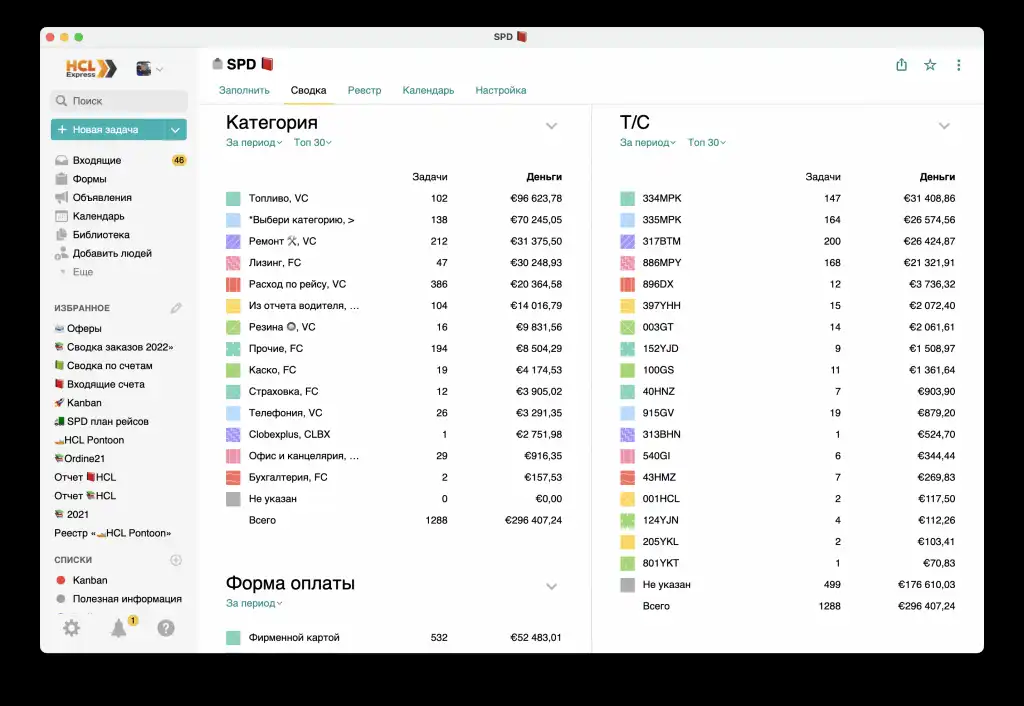 SPD
HCL
Express
Поиск
+ Новая задача
Входящие 46
Формы
Объявления
Календарь
Библиотека
Добавить людей
Еще
ИЗБРАННОЕ
Оферы
Сводка заказов 2022»
Сводка по счетам
Входящие счета
Kanban
SPD план рейсов
HCL Pontoon
Ordine21
Отчет HCL
Отчет HCL
2021
Реестр «HCL Pontoon»
СПИСКИ
Kanban
Полезная информация
1
SPD
Заполнить Сводка Реестр Календарь Настройка
Категория
За период Топ 30
Задачи Деньги
Топливо, VC 102 €96 623,78
*Выбери категорию, > 138 €70 245,05
Ремонт 🛠, VC 212 €31 375,50
Лизинг, FC 47 €30 248,93
Расход по рейсу, VC 386 €20 364,58
Из отчета водителя, ... 104 €14 016,79
Резина, VC 16 €9 831,56
Прочие, FC 194 €8 504,29
Каско, FC 19 €4 174,53
Страховка, FC 12 €3 905,02
Телефония, VC 26 €3 291,35
Clobexplus, CLBX 1 €2 751,98
Офис и канцелярия, ... 29 €916,35
Бухгалтерия, FC 2 €157,53
Не указан 0 €0,00
Всего 1288 €296 407,24
Форма оплаты
За период
Фирменной картой 532 €52 483,01
Т/С
За период Топ 30
Задачи Деньги
334MPK 147 €31 408,86
335MPK 164 €26 574,56
317BTM 200 €26 424,87
886MPY 168 €21 321,91
896DX 12 €3 736,32
397YHH 15 €2 072,40
003GT 14 €2 061,61
152YJD 9 €1 508,97
100GS 11 €1 361,64
40HNZ 7 €903,90
915GV 19 €879,20
313BHN 1 €524,70
540GI 6 €344,44
43HMZ 7 €269,83
001HCL 2 €117,50
124YJN 4 €112,26
205YKL 2 €103,41
801YKT 1 €70,83
Не указан 499 €176 610,03
Всего 1288 €296 407,24